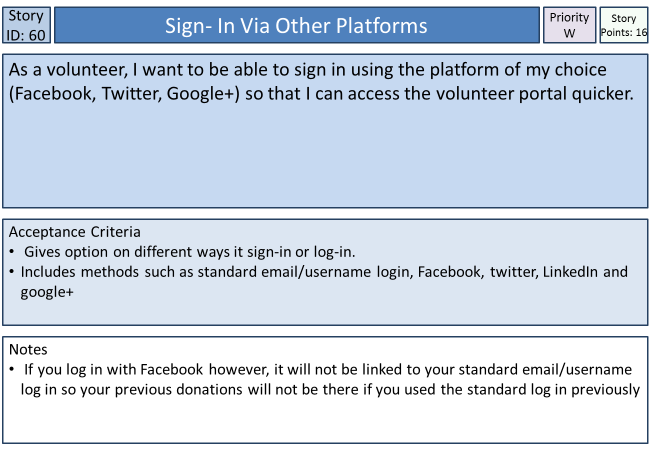 Story
ID: 60
Sign- In Via Other Platforms
Priority
W
Story
Points: 16
As a volunteer, I want to be able to sign in using the platform of my choice
(Facebook, Twitter, Google+) so that I can access the volunteer portal quicker.
Acceptance Criteria
• Gives option on different ways it sign-in or log-in.
• Includes methods such as standard email/username login, Facebook, twitter, LinkedIn and
google+
Notes
• If you log in with Facebook however, it will not be linked to your standard email/username
log in so your previous donations will not be there if you used the standard log in previously